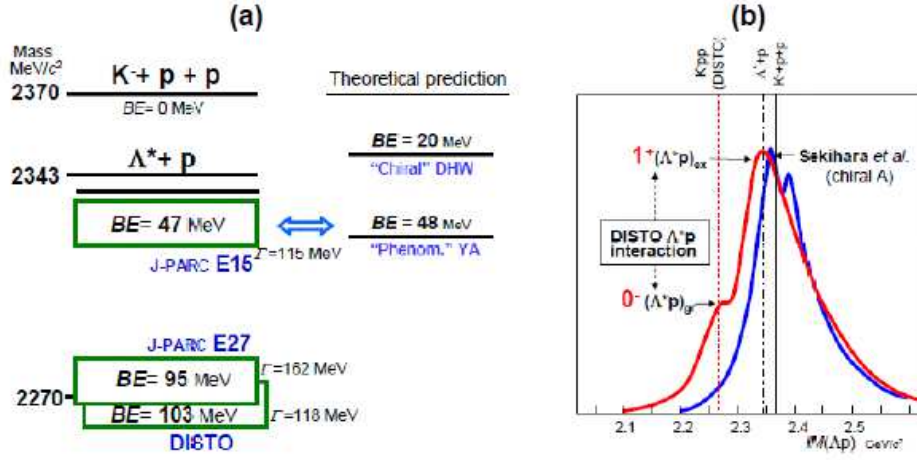 (a)
Mass
MeV/c²
K⁻+ p + p
2370
BE= 0 MeV
Theoretical prediction
Λ*+ p
2343
BE = 20 MeV
"Chiral" DHW
BE= 47 MeV
Γ=115 MeV
J-PARC E15
BE = 48 MeV
"Phenom." YA
J-PARC E27
Γ=162 MeV
BE= 95 MeV
2270
BE= 103 MeV
Γ=118 MeV
DISTO
(b)
K⁻pp
(DISTO)
Λ*+p
K⁻+p+p
1⁺(Λ*p)ex
Sekihara et al.
(chiral A)
DISTO Λ*p
interaction
0⁻(Λ*p)gr
2.1 2.2 2.3 2.4 2.5
IM(Λp) GeV/c²